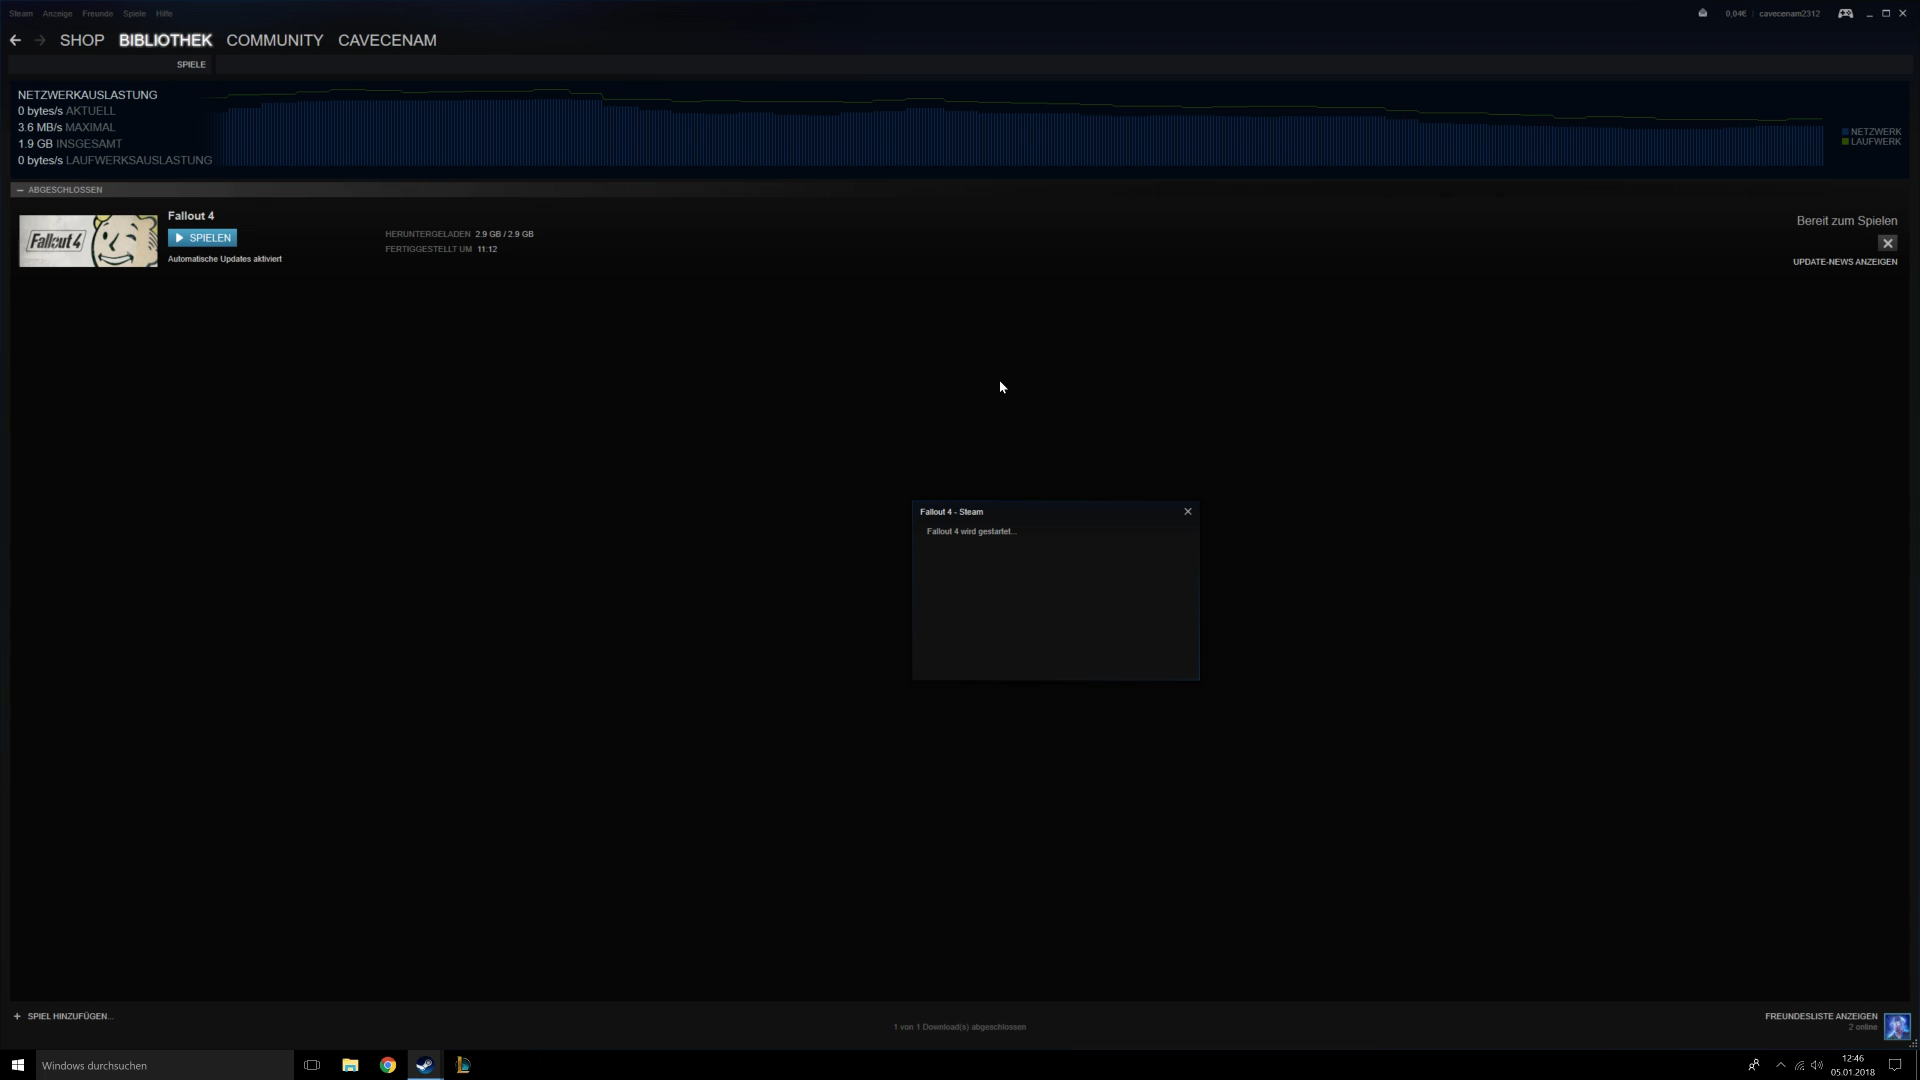 Steam Anzeige Freunde Spiele Hilfe
0,04€ cavecenam2312
SHOP BIBLIOTHEK COMMUNITY CAVECENAM
SPIELE
NETZWERKAUSLASTUNG
0 bytes/s AKTUELL
3.6 MB/s MAXIMAL
1.9 GB INSGESAMT
0 bytes/s LAUFWERKSAUSLASTUNG
NETZWERK
LAUFWERK
— ABGESCHLOSSEN
Fallout 4
Fallout 4
SPIELEN
Automatische Updates aktiviert
HERUNTERGELADEN 2.9 GB / 2.9 GB
FERTIGGESTELLT UM 11:12
Bereit zum Spielen
UPDATE-NEWS ANZEIGEN
Fallout 4 - Steam
Fallout 4 wird gestartet...
+ SPIEL HINZUFÜGEN...
1 von 1 Download(s) abgeschlossen
FREUNDESLISTE ANZEIGEN
2 online
Windows durchsuchen
12:46
05.01.2018